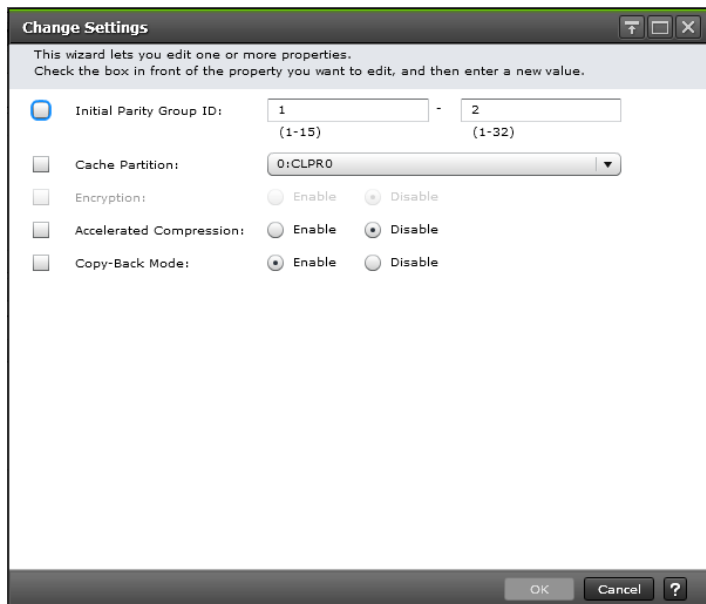 Change Settings
This wizard lets you edit one or more properties.
Check the box in front of the property you want to edit, and then enter a new value.
Initial Parity Group ID: 1 - 2
(1-15) (1-32)
Cache Partition: 0:CLPR0
Encryption: Enable Disable
Accelerated Compression: Enable Disable
Copy-Back Mode: Enable Disable
OK Cancel ?